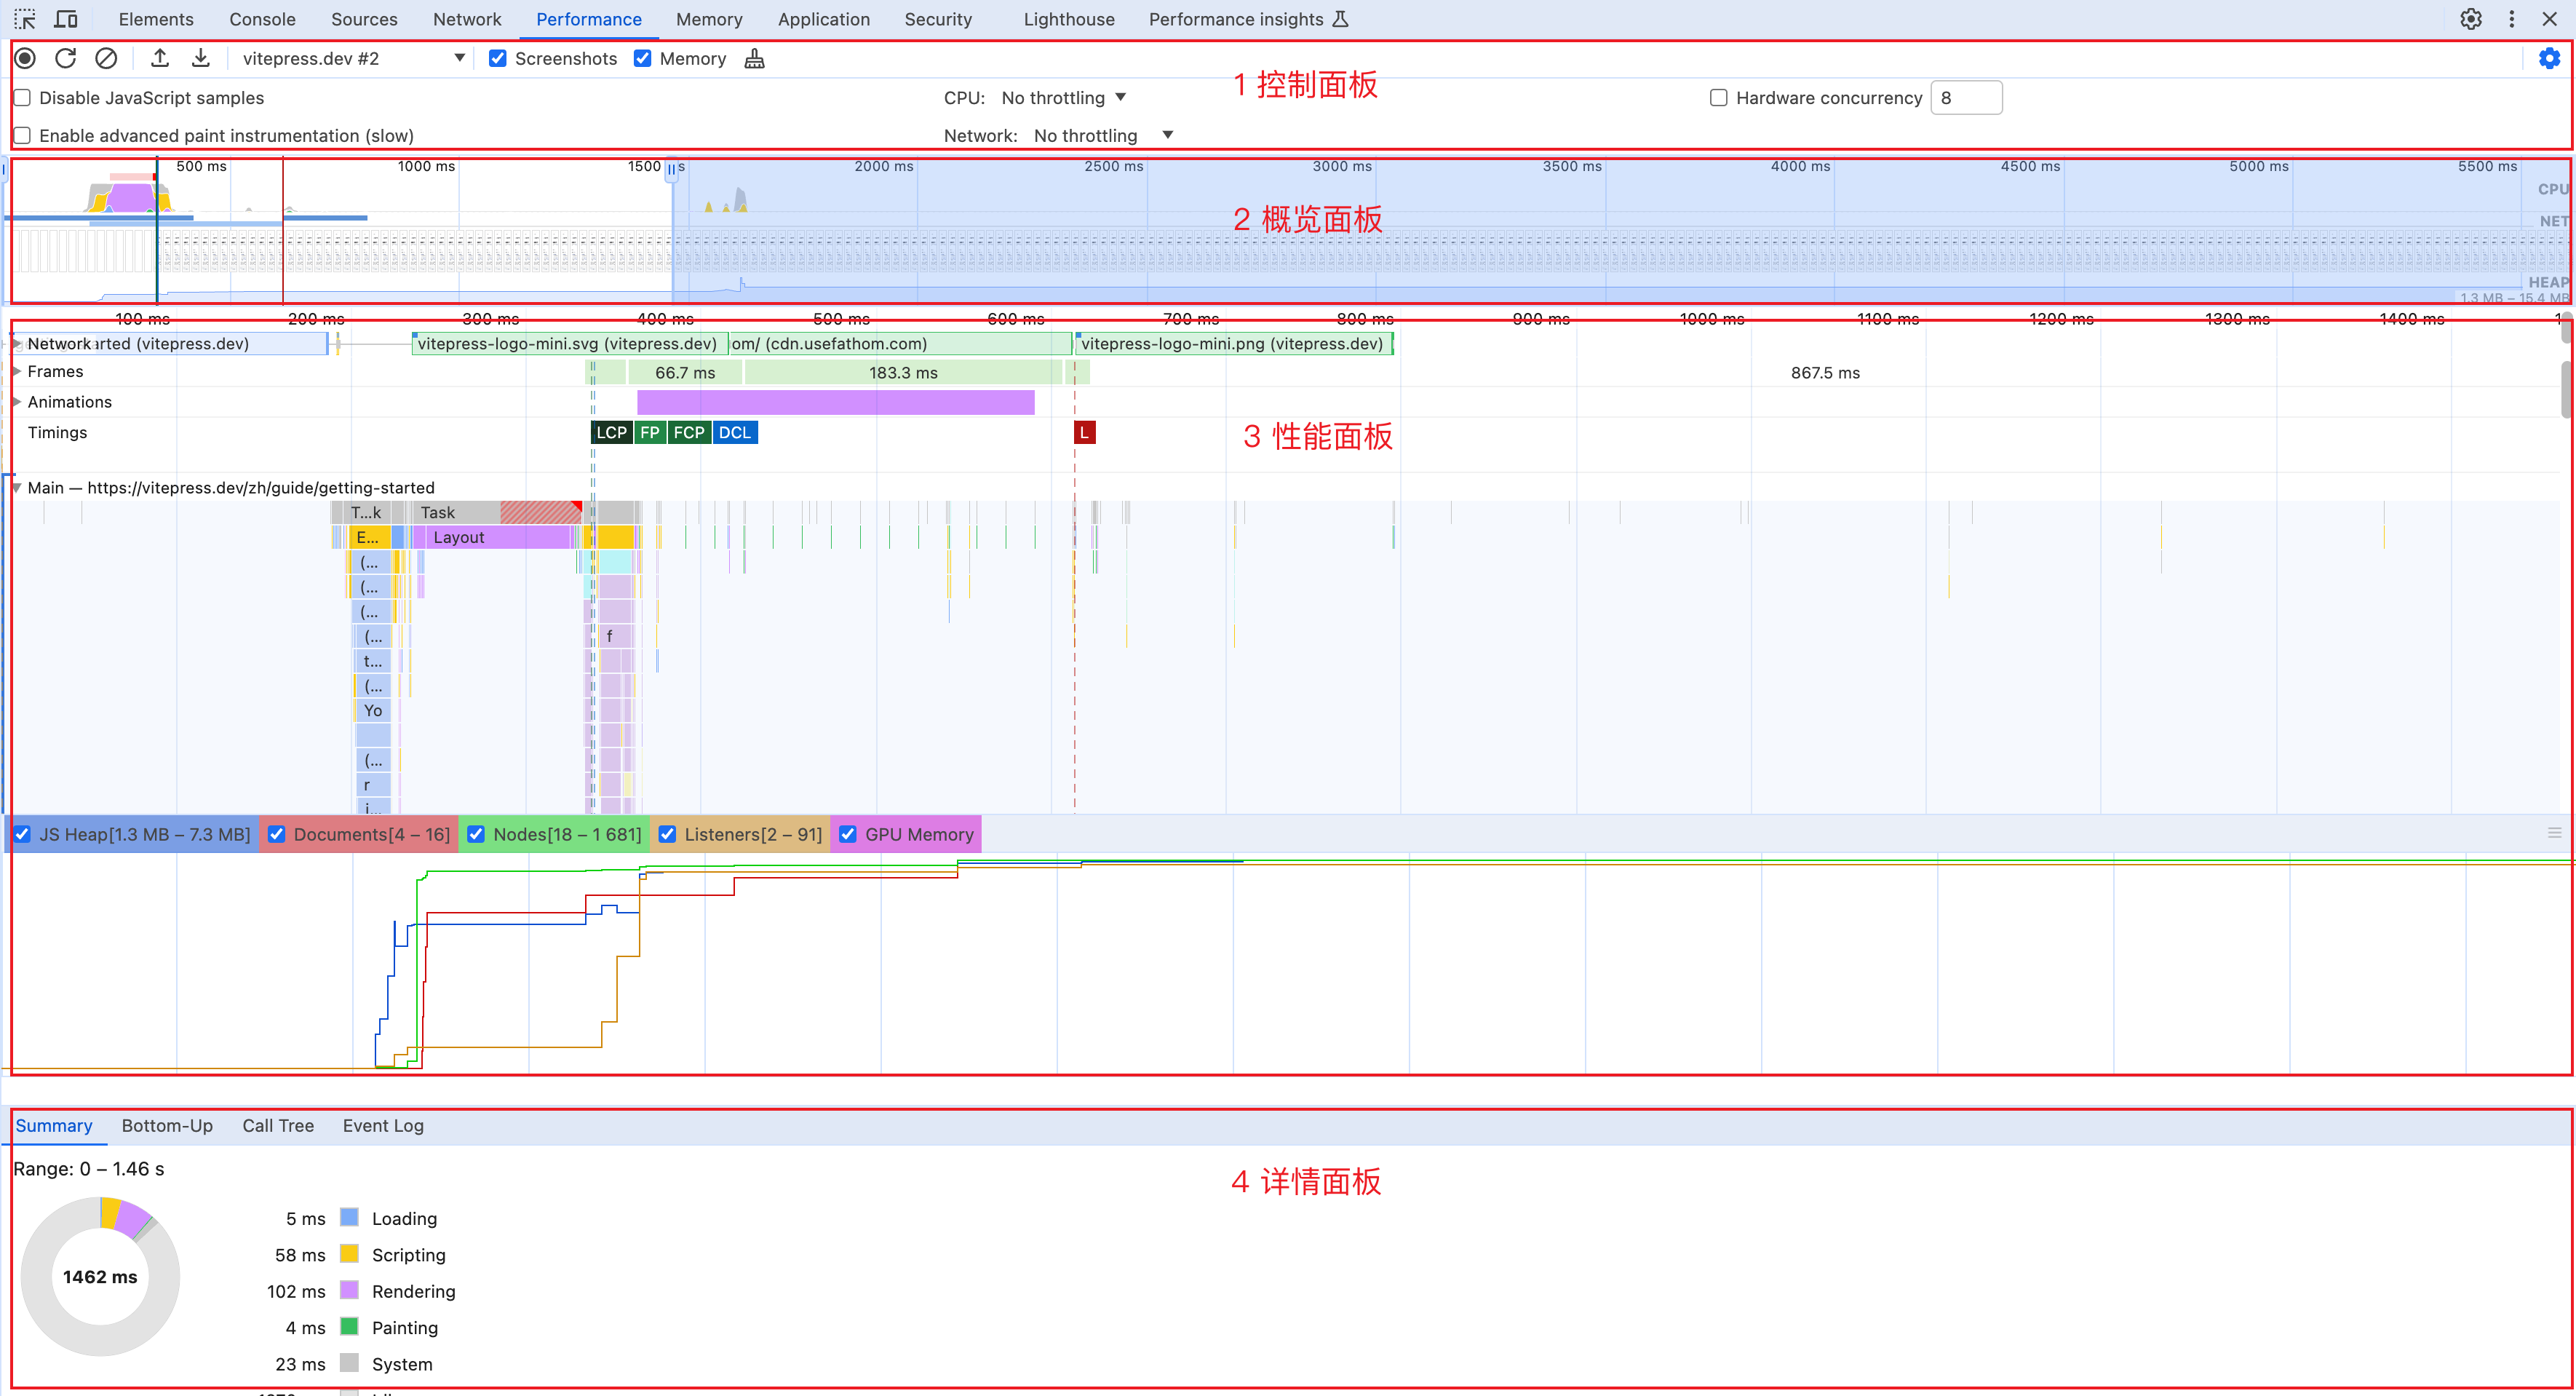 Elements Console Sources Network Performance Memory Application Security Lighthouse Performance insights
vitepress.dev #2 Screenshots Memory
1 控制面板
Disable JavaScript samples CPU: No throttling Hardware concurrency 8
Enable advanced paint instrumentation (slow) Network: No throttling
500 ms 1000 ms 1500 s 2000 ms 2500 ms 3000 ms 3500 ms 4000 ms 4500 ms 5000 ms 5500 ms
CPU
2 概览面板
NET
HEAP
1.3 MB – 15.4 MB
100 ms 200 ms 300 ms 400 ms 500 ms 600 ms 700 ms 800 ms 900 ms 1000 ms 1100 ms 1200 ms 1300 ms 1400 ms 1
Network arted (vitepress.dev) vitepress-logo-mini.svg (vitepress.dev) om/ (cdn.usefathom.com) vitepress-logo-mini.png (vitepress.dev)
Frames 66.7 ms 183.3 ms 867.5 ms
Animations
Timings LCP FP FCP DCL L
3 性能面板
Main — https://vitepress.dev/zh/guide/getting-started
T...k Task
E... Layout
(...
(...
(...
(... f
t...
(...
Yo
(...
r
i...
JS Heap[1.3 MB – 7.3 MB] Documents[4 – 16] Nodes[18 – 1 681] Listeners[2 – 91] GPU Memory
Summary Bottom-Up Call Tree Event Log
Range: 0 – 1.46 s
4 详情面板
1462 ms
5 ms Loading
58 ms Scripting
102 ms Rendering
4 ms Painting
23 ms System